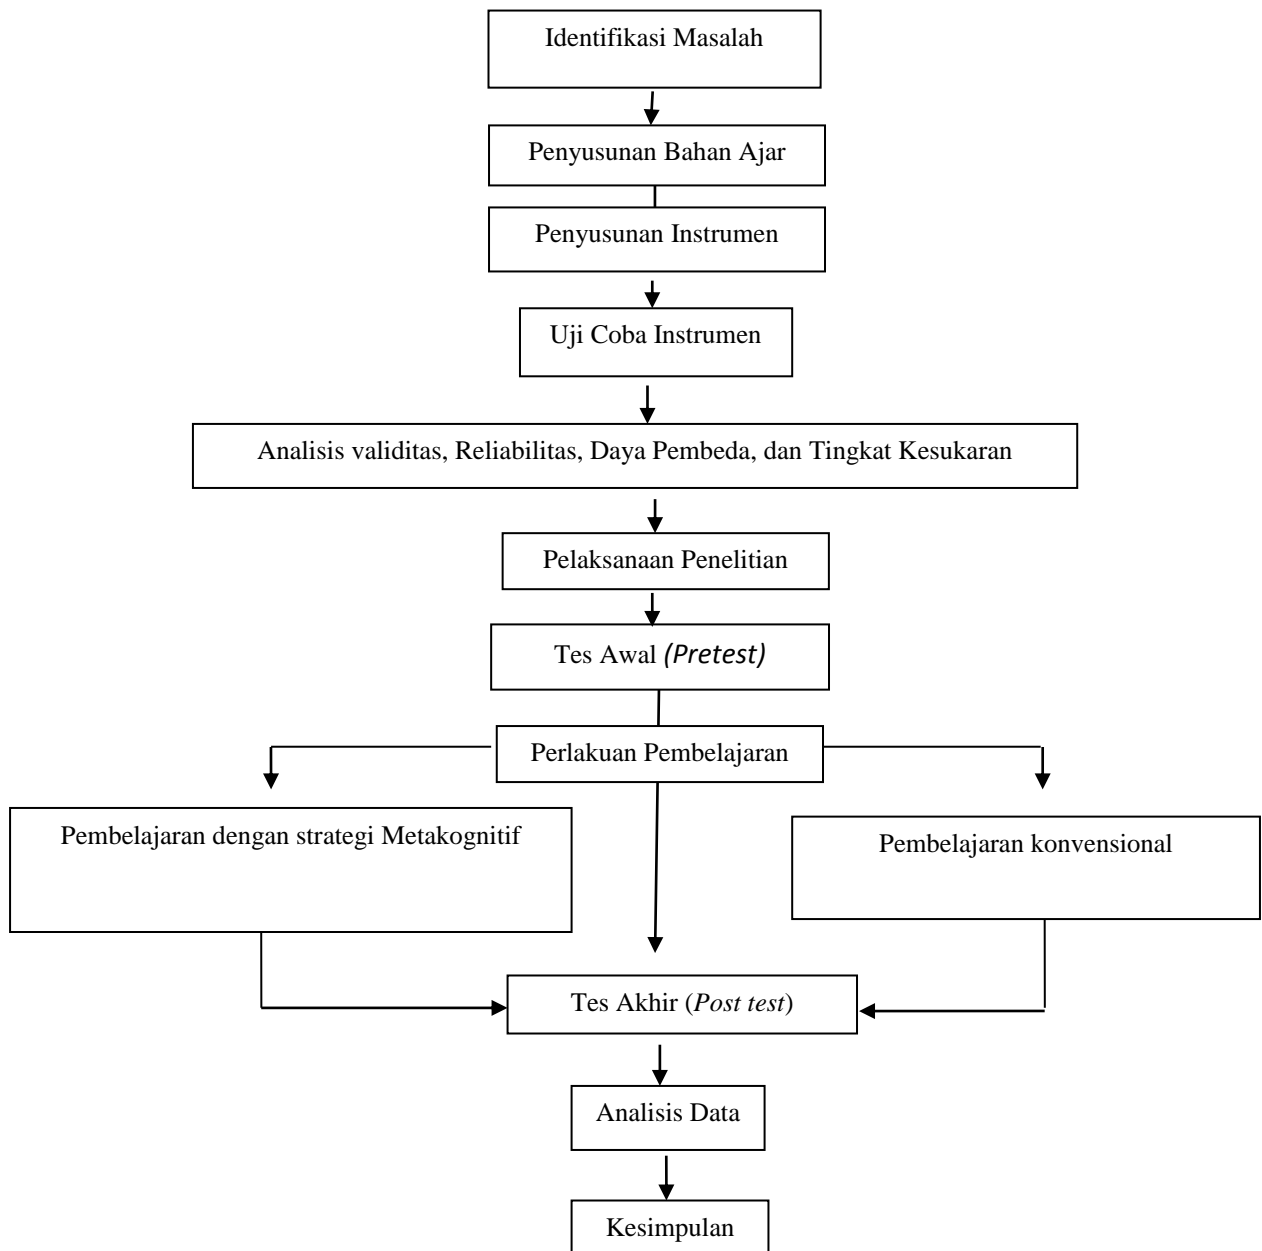 Identifikasi Masalah
Penyusunan Bahan Ajar
Penyusunan Instrumen
Uji Coba Instrumen
Analisis validitas, Reliabilitas, Daya Pembeda, dan Tingkat Kesukaran
Pelaksanaan Penelitian
Tes Awal (Pretest)
Perlakuan Pembelajaran
Pembelajaran dengan strategi Metakognitif
Pembelajaran konvensional
Tes Akhir (Post test)
Analisis Data
Kesimpulan